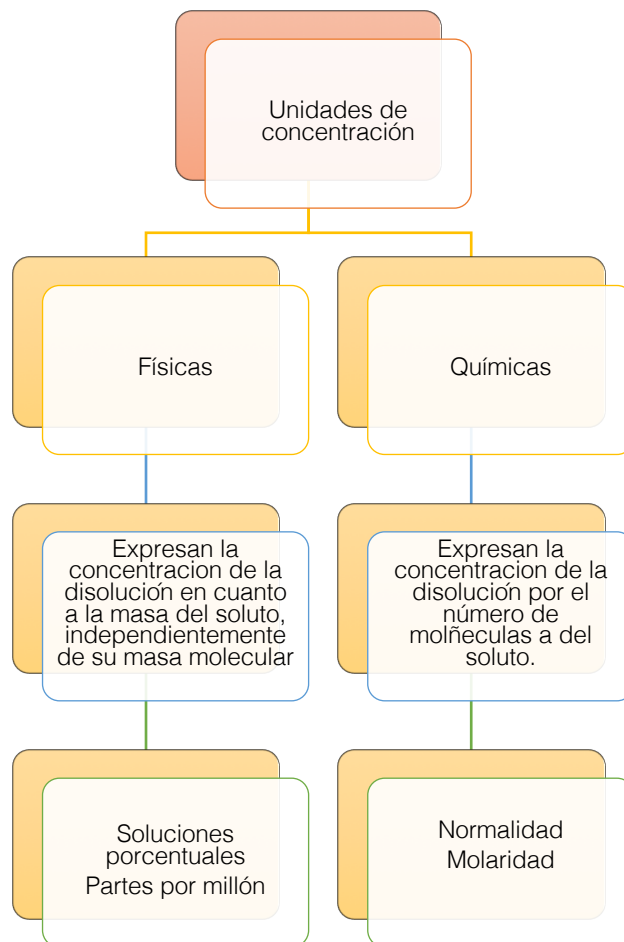 Unidades de
concentración
Físicas
Químicas
Expresan la
concentracion de la
disolución en cuanto
a la masa del soluto,
independientemente
de su masa molecular
Expresan la
concentracion de la
disolución por el
número de
molñeculas a del
soluto.
Soluciones
porcentuales
Partes por millón
Normalidad
Molaridad